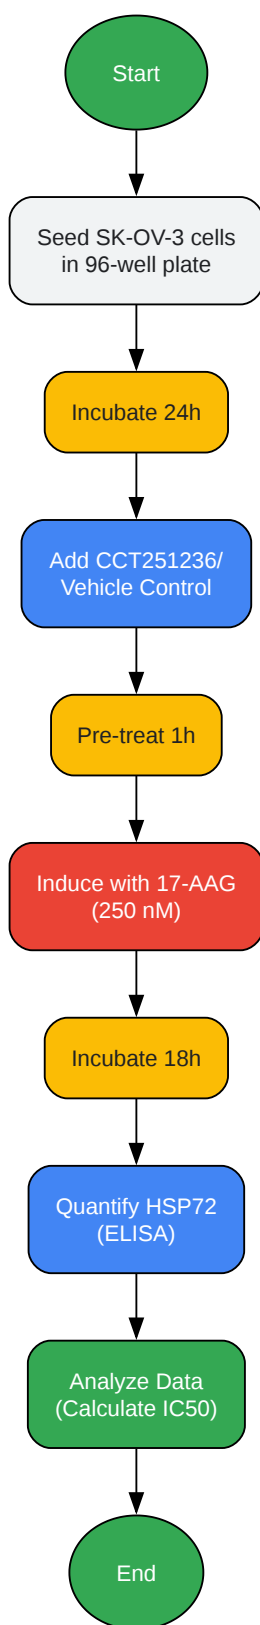 Start
Seed SK-OV-3 cells
in 96-well plate
Incubate 24h
Add CCT251236/
Vehicle Control
Pre-treat 1h
Induce with 17-AAG
(250 nM)
Incubate 18h
Quantify HSP72
(ELISA)
Analyze Data
(Calculate IC50)
End